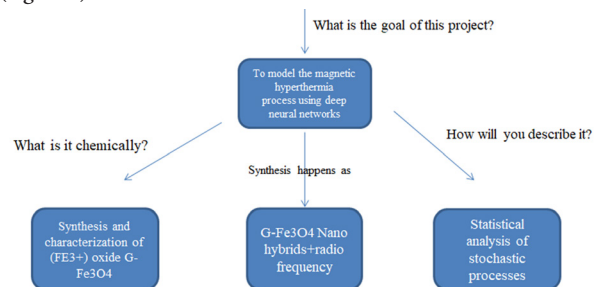 What is the goal of this project?
To model the magnetic
hyperthermia
process using deep
neural networks
What is it chemically?
How will you describe it?
Synthesis happens as
Synthesis and
characterization of
(FE3+) oxide G-
Fe3O4
G-Fe3O4 Nano
hybrids+radio
frequency
Statistical
analysis of
stochastic
processes